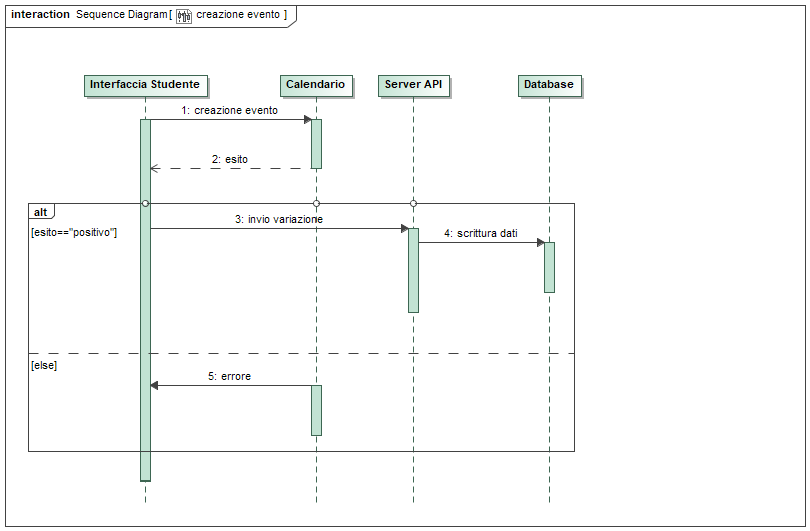 interaction Sequence Diagram [ creazione evento ]
Interfaccia Studente
Calendario
Server API
Database
1: creazione evento
2: esito
alt
3: invio variazione
[esito=="positivo"]
4: scrittura dati
[else]
5: errore